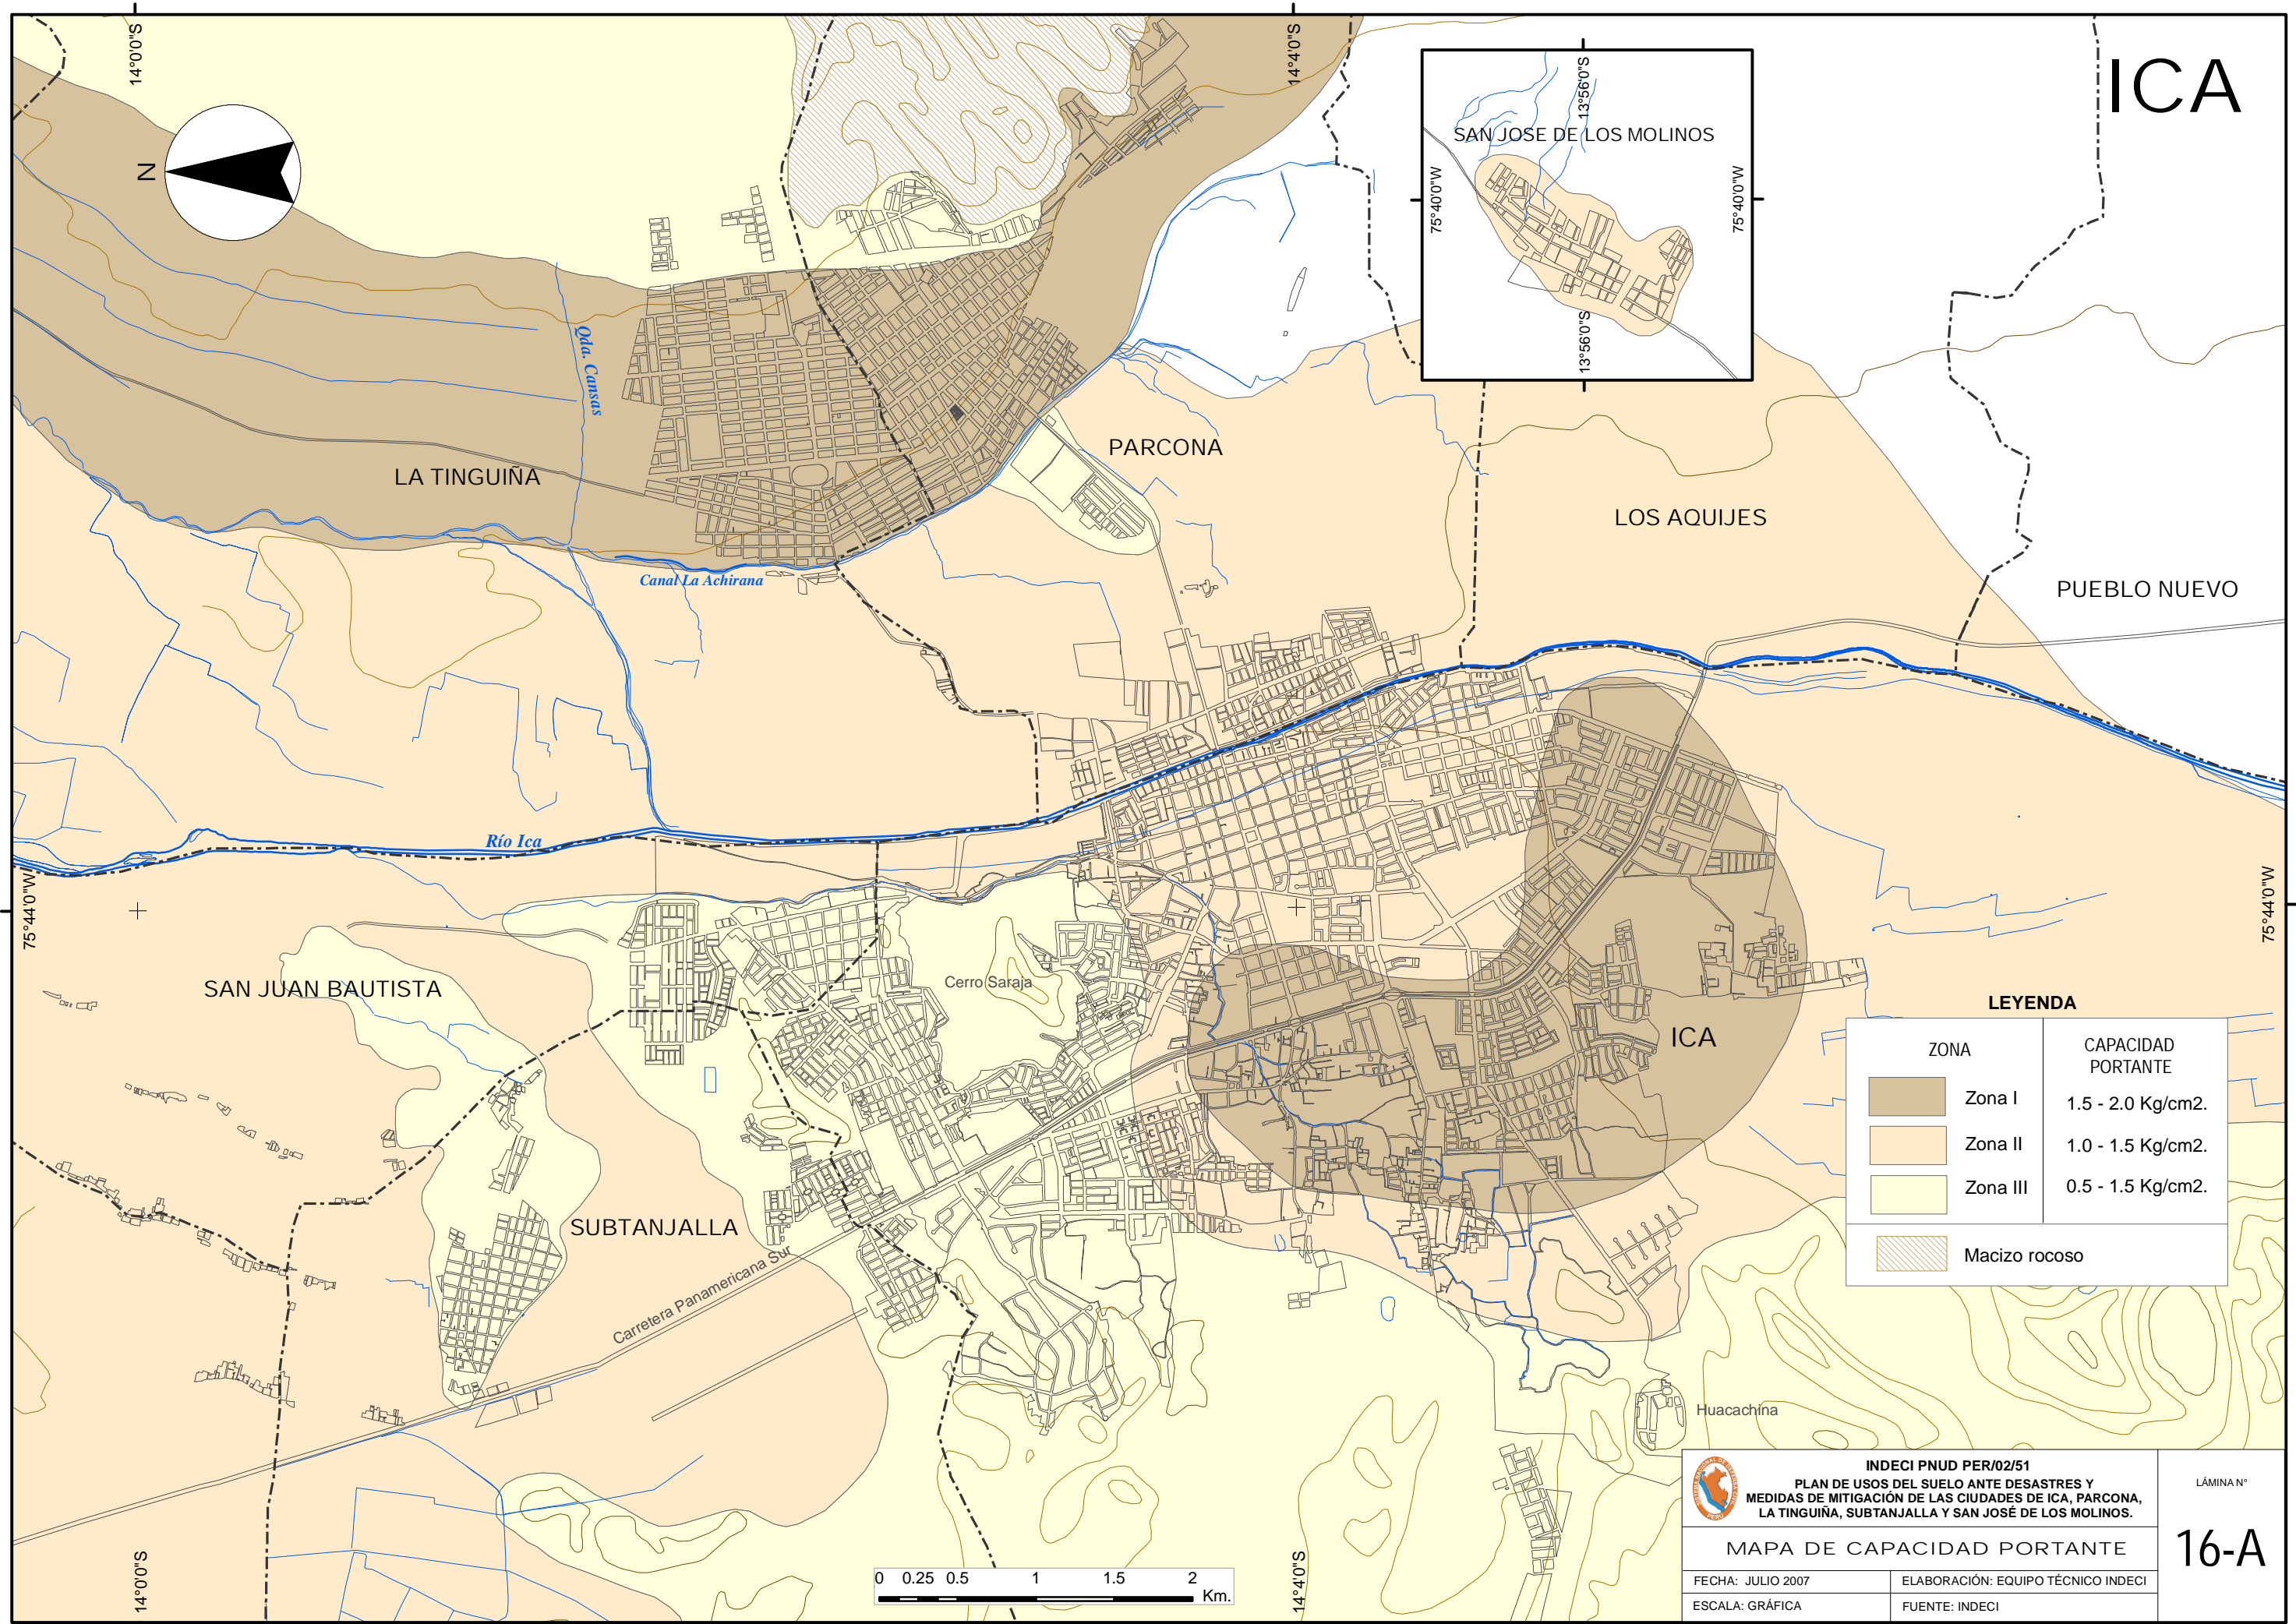 ICA
14°0'0"S
14°4'0"S
N
13°56'0"S
SAN JOSE DE LOS MOLINOS
75°40'0"W
75°40'0"W
13°56'0"S
Qda. Cansas
LA TINGUIÑA
PARCONA
LOS AQUIJES
Canal La Achirana
PUEBLO NUEVO
Río Ica
75°44'0"W
75°44'0"W
SAN JUAN BAUTISTA
Cerro Saraja
ICA
SUBTANJALLA
Carretera Panamericana Sur
Huacachina
LEYENDA
ZONA
CAPACIDAD
PORTANTE
Zona I
1.5 - 2.0 Kg/cm2.
Zona II
1.0 - 1.5 Kg/cm2.
Zona III
0.5 - 1.5 Kg/cm2.
Macizo rocoso
14°0'0"S
0 0.25 0.5 1 1.5 2
Km.
14°4'0"S
INDECI PNUD PER/02/51
PLAN DE USOS DEL SUELO ANTE DESASTRES Y
MEDIDAS DE MITIGACIÓN DE LAS CIUDADES DE ICA, PARCONA,
LA TINGUIÑA, SUBTANJALLA Y SAN JOSÉ DE LOS MOLINOS.
MAPA DE CAPACIDAD PORTANTE
FECHA: JULIO 2007
ELABORACIÓN: EQUIPO TÉCNICO INDECI
ESCALA: GRÁFICA
FUENTE: INDECI
LÁMINA N°
16-A